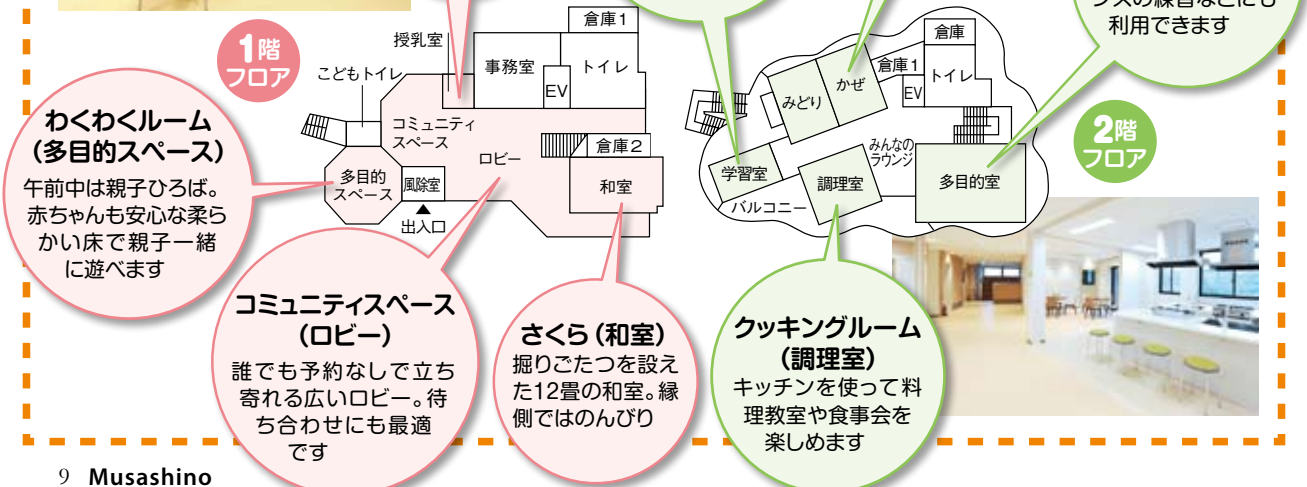 ンスの練習などにも
利用できます
1階
フロア
授乳室
こどもトイレ
事務室
EV
倉庫1
トイレ
コミュニティ
スペース
ロビー
倉庫2
和室
多目的
スペース
風除室
出入口
わくわくルーム
(多目的スペース)
午前中は親子ひろば。
赤ちゃんも安心な柔ら
かい床で親子一緒
に遊べます
コミュニティスペース
(ロビー)
誰でも予約なしで立ち
寄れる広いロビー。待
ち合わせにも最適
です
さくら(和室)
掘りごたつを設え
た12畳の和室。縁
側ではのんびり
2階
フロア
倉庫
倉庫1
トイレ
EV
かぜ
みどり
みんなの
ラウンジ
学習室
調理室
多目的室
バルコニー
クッキングルーム
(調理室)
キッチンを使って料
理教室や食事会を
楽しめます
9 Musashino